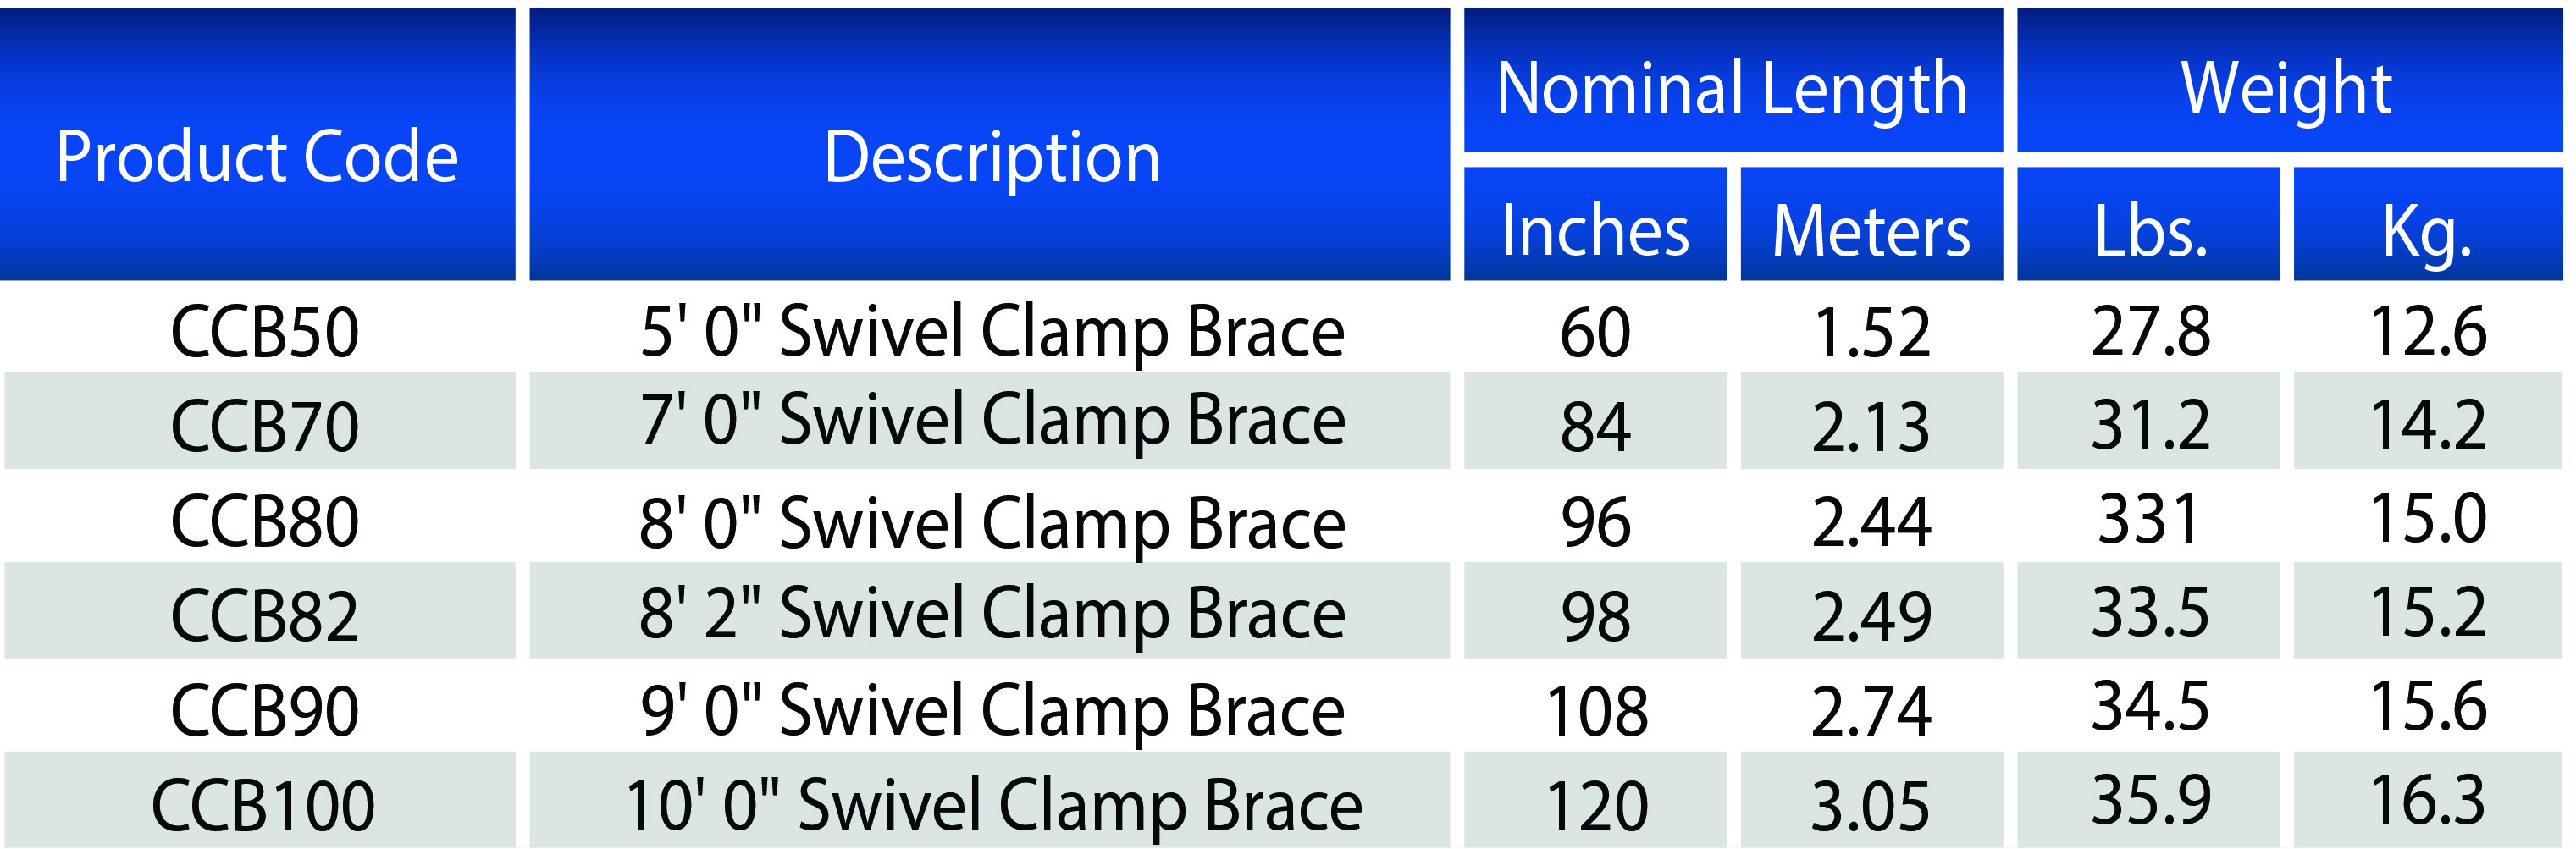 Product Code Description Nominal Length Weight
Inches Meters Lbs. Kg.
CCB50 5' 0" Swivel Clamp Brace 60 1.52 27.8 12.6
CCB70 7' 0" Swivel Clamp Brace 84 2.13 31.2 14.2
CCB80 8' 0" Swivel Clamp Brace 96 2.44 331 15.0
CCB82 8' 2" Swivel Clamp Brace 98 2.49 33.5 15.2
CCB90 9' 0" Swivel Clamp Brace 108 2.74 34.5 15.6
CCB100 10' 0" Swivel Clamp Brace 120 3.05 35.9 16.3